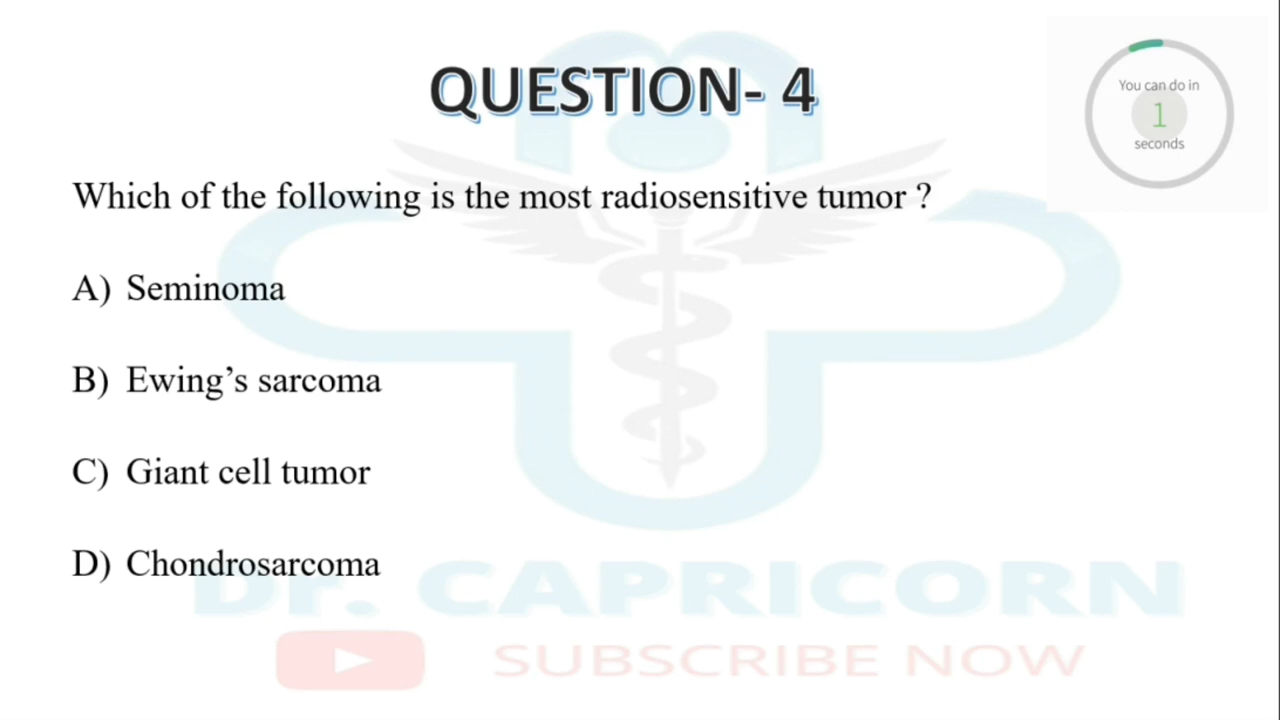 QUESTION- 4
You can do in
1
seconds
Which of the following is the most radiosensitive tumor ?
A) Seminoma
B) Ewing’s sarcoma
C) Giant cell tumor
D) Chondrosarcoma
Dr. CAPRICORN
SUBSCRIBE NOW